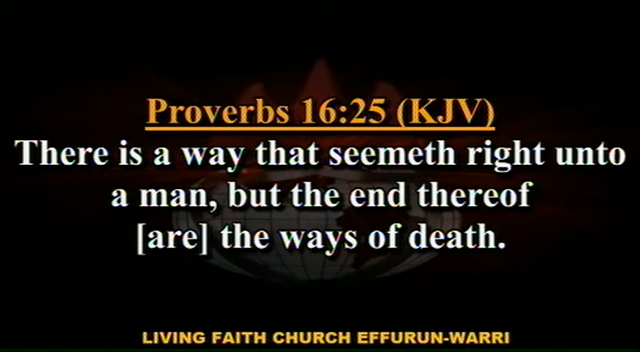 Proverbs 16:25 (KJV)
There is a way that seemeth right unto
a man, but the end thereof
[are] the ways of death.
LIVING FAITH CHURCH EFFURUN-WARRI